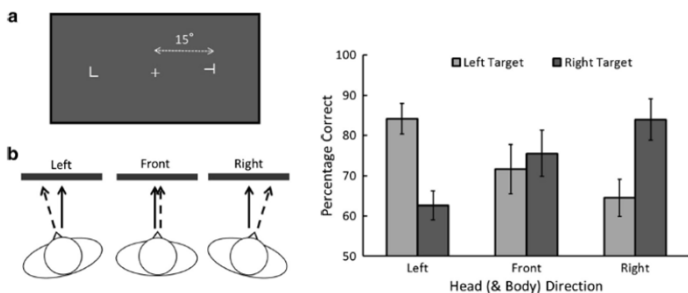 a
15°
L
+
b
Left Front Right
100
90
80
70
60
50
Percentage Correct
Left Target Right Target
Left Front Right
Head (& Body) Direction